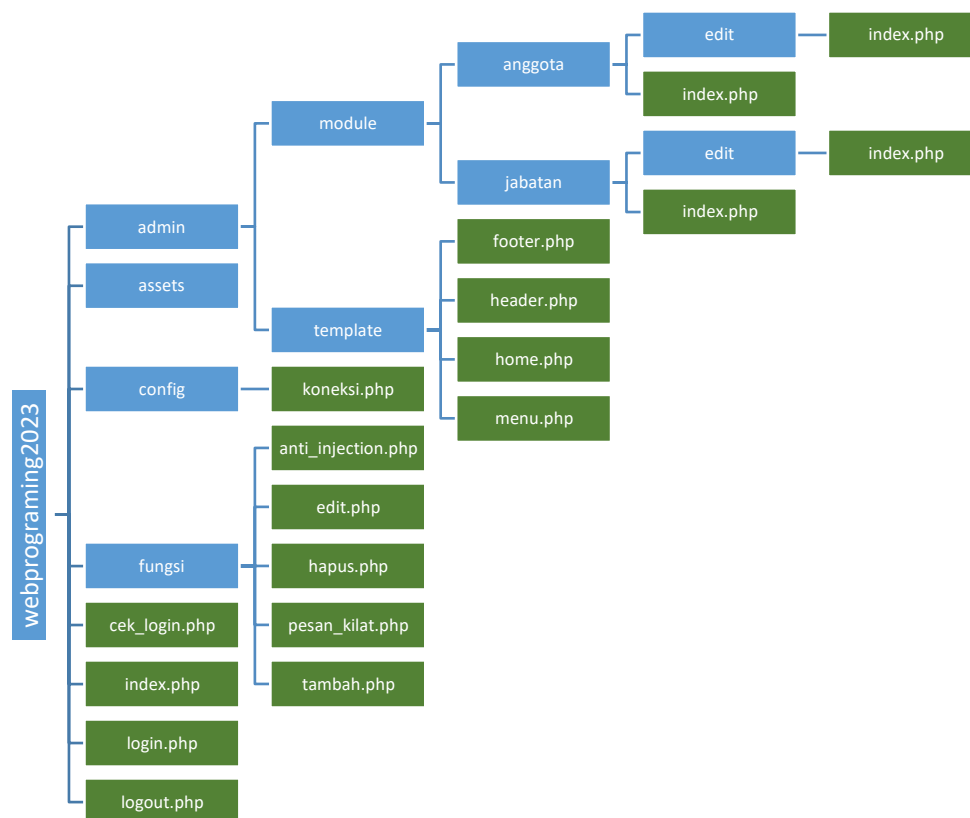 webprograming2023
admin
module
anggota
edit
index.php
index.php
jabatan
edit
index.php
index.php
template
footer.php
header.php
home.php
menu.php
assets
config
koneksi.php
fungsi
anti_injection.php
edit.php
hapus.php
pesan_kilat.php
tambah.php
cek_login.php
index.php
login.php
logout.php